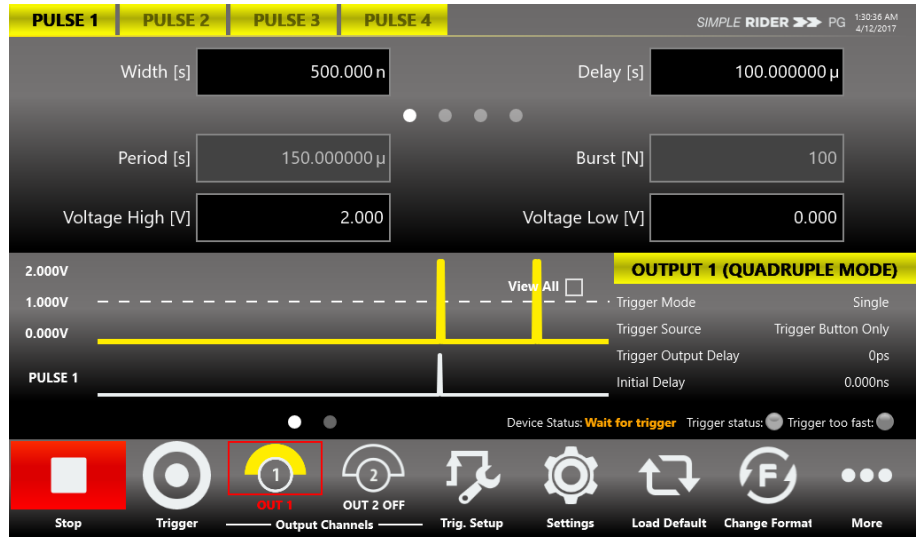 PULSE 1 PULSE 2 PULSE 3 PULSE 4 SIMPLE RIDER PG 1:30:36 AM
4/12/2017
Width [s] 500.000 n Delay [s] 100.000000 µ
Period [s] 150.000000 µ Burst [N] 100
Voltage High [V] 2.000 Voltage Low [V] 0.000
2.000V
1.000V
0.000V
PULSE 1
View All
OUTPUT 1 (QUADRUPLE MODE)
Trigger Mode Single
Trigger Source Trigger Button Only
Trigger Output Delay 0ps
Initial Delay 0.000ns
Device Status: Wait for trigger Trigger status: Trigger too fast:
1 2 F
OUT 1 OUT 2 OFF
Stop Trigger Output Channels Trig. Setup Settings Load Default Change Format More